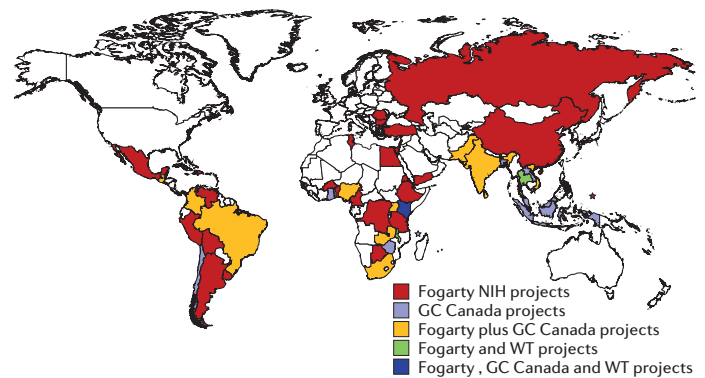 Fogarty NIH projects
GC Canada projects
Fogarty plus GC Canada projects
Fogarty and WT projects
Fogarty , GC Canada and WT projects